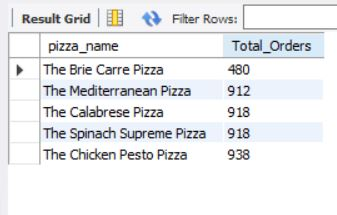 Result Grid Filter Rows:
pizza_name Total_Orders
The Brie Carre Pizza 480
The Mediterranean Pizza 912
The Calabrese Pizza 918
The Spinach Supreme Pizza 918
The Chicken Pesto Pizza 938